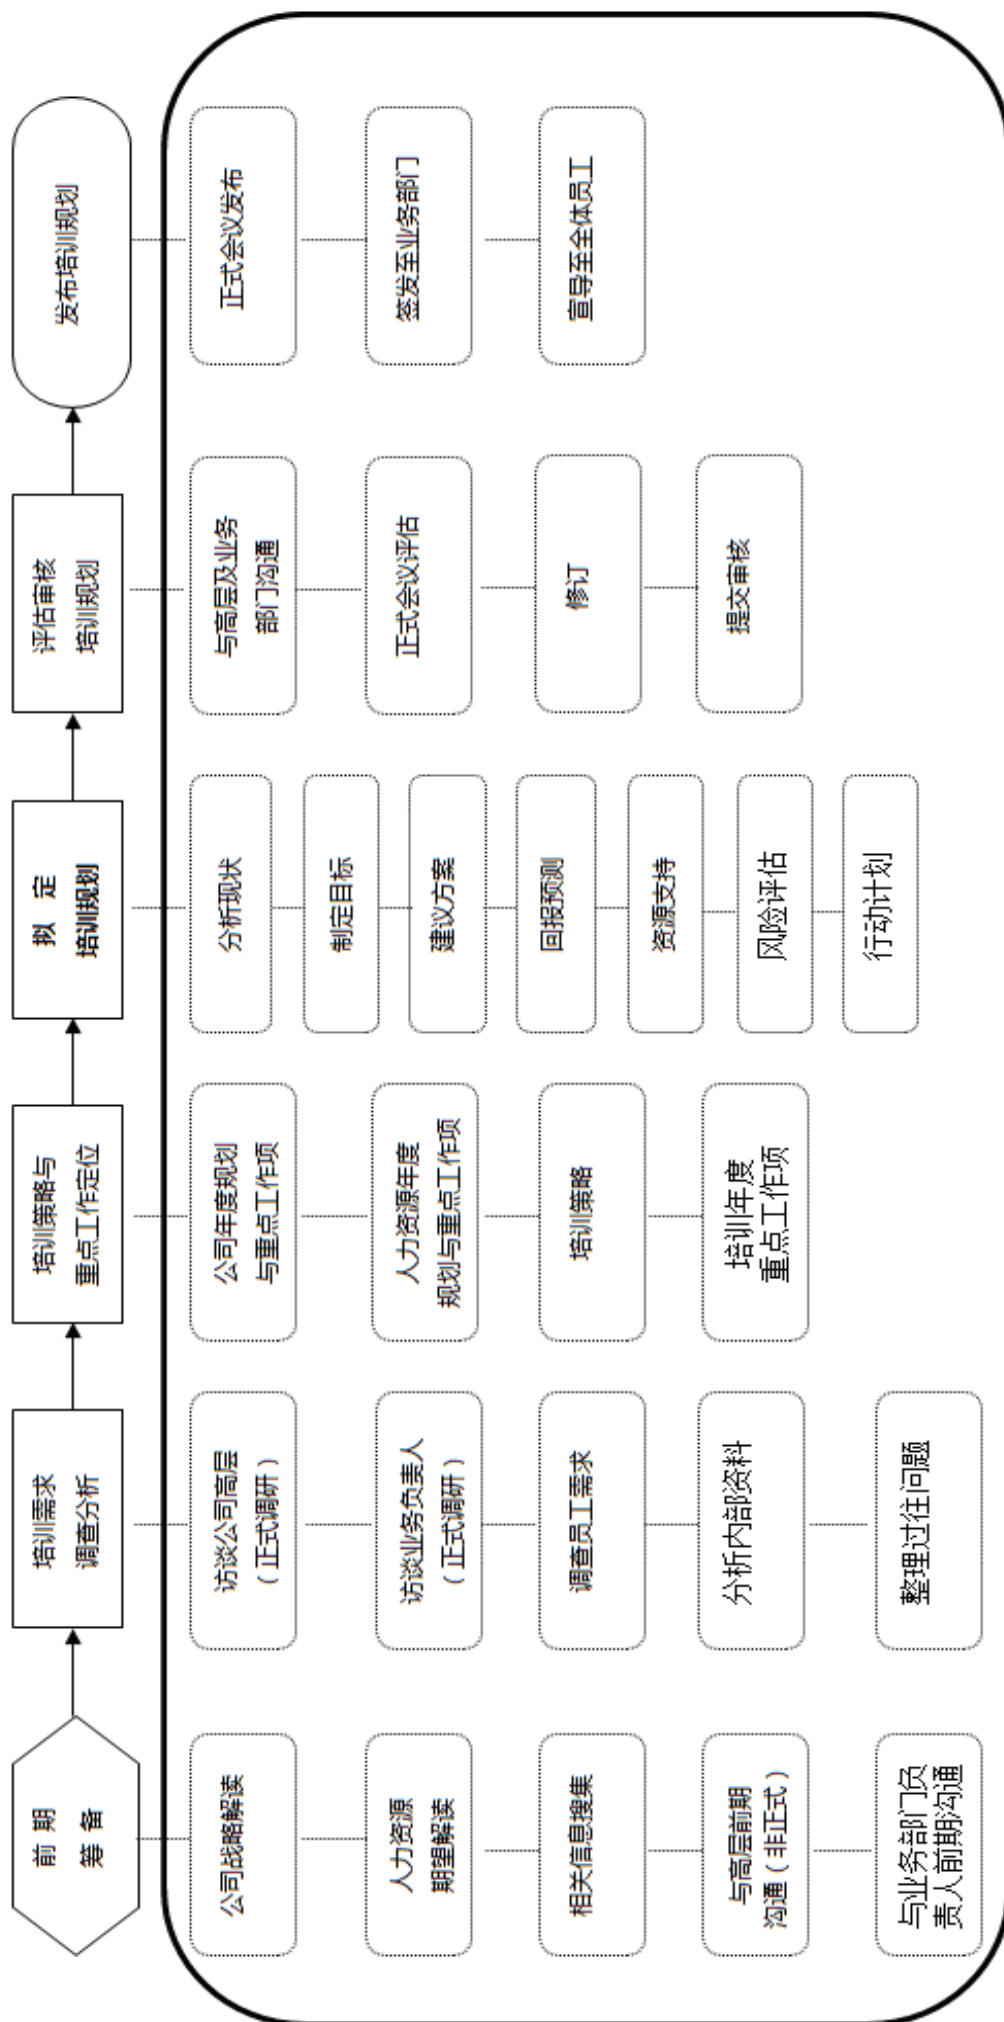 前 期
筹 备
培训需求
调查分析
培训策略与
重点工作定位
拟 定
培训规划
评估审核
培训规划
发布培训规划
公司战略解读
人力资源
期望解读
相关信息搜集
与高层前期
沟通（非正式）
与业务部门负
责人前期沟通
访谈公司高层
（正式调研）
访谈业务负责人
（正式调研）
调查员工需求
分析内部资料
整理过往问题
公司年度规划
与重点工作项
人力资源年度
规划与重点工作项
培训策略
培训年度
重点工作项
分析现状
制定目标
建议方案
回报预测
资源支持
风险评估
行动计划
与高层及业务
部门沟通
正式会议评估
修订
提交审核
正式会议发布
签发至业务部门
宣导至全体员工